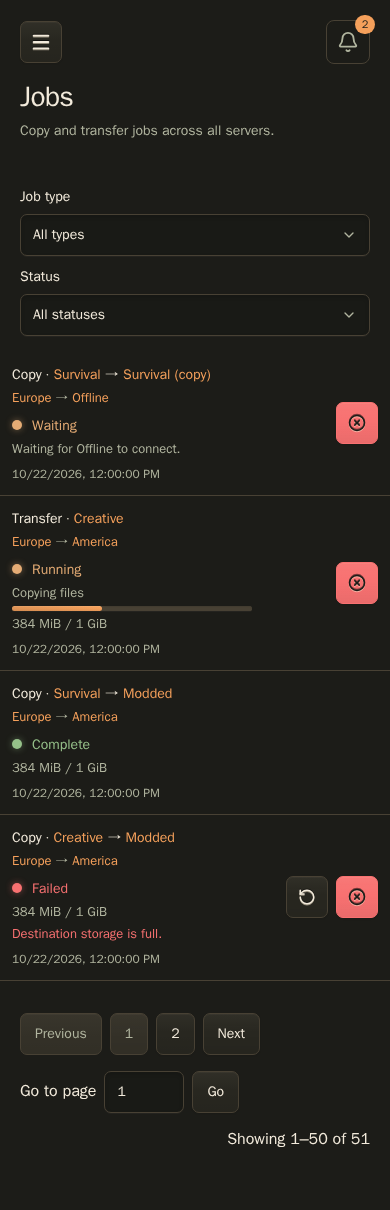 2
Jobs
Copy and transfer jobs across all servers.
Job type
All types
Status
All statuses
Copy · Survival → Survival (copy)
Europe → Offline
Waiting
Waiting for Offline to connect.
10/22/2026, 12:00:00 PM
Transfer · Creative
Europe → America
Running
Copying files
384 MiB / 1 GiB
10/22/2026, 12:00:00 PM
Copy · Survival → Modded
Europe → America
Complete
384 MiB / 1 GiB
10/22/2026, 12:00:00 PM
Copy · Creative → Modded
Europe → America
Failed
384 MiB / 1 GiB
Destination storage is full.
10/22/2026, 12:00:00 PM
Previous 1 2 Next
Go to page 1 Go
Showing 1–50 of 51